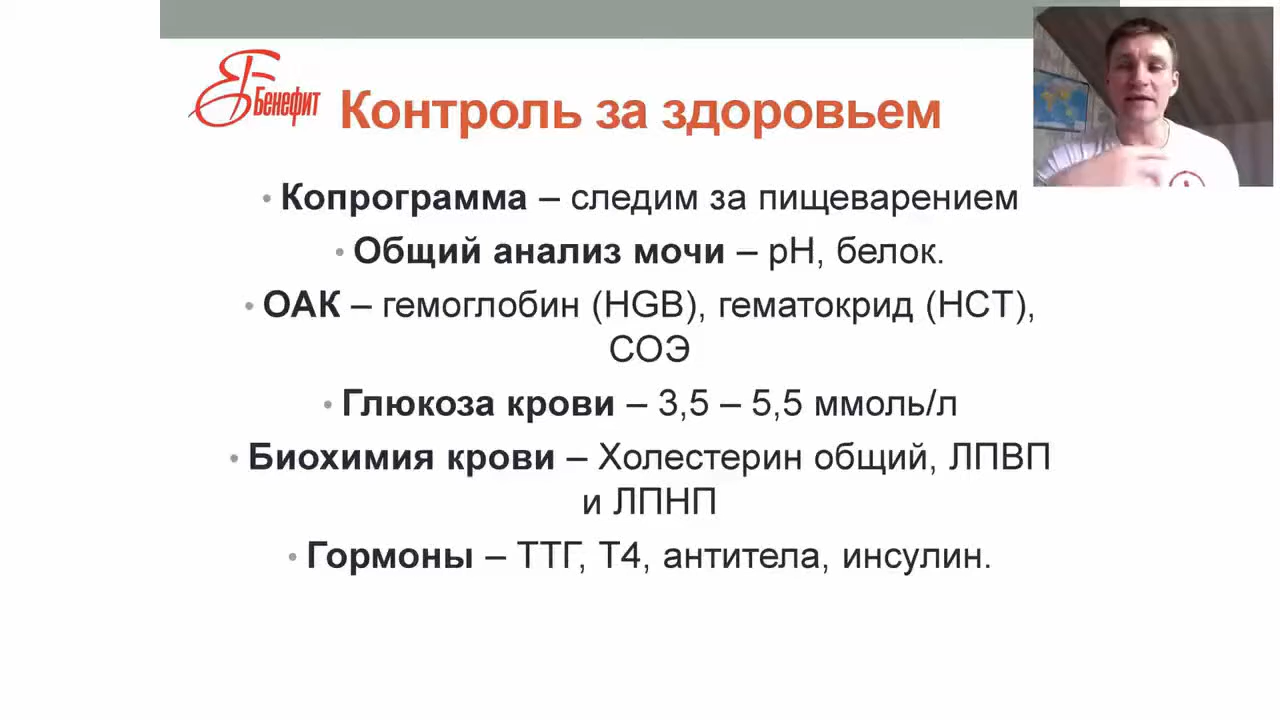 Бенефит
Контроль за здоровьем
• Копрограмма – следим за пищеварением
• Общий анализ мочи – рН, белок.
• ОАК – гемоглобин (HGB), гематокрид (HCT),
СОЭ
• Глюкоза крови – 3,5 – 5,5 ммоль/л
• Биохимия крови – Холестерин общий, ЛПВП
и ЛПНП
• Гормоны – ТТГ, Т4, антитела, инсулин.